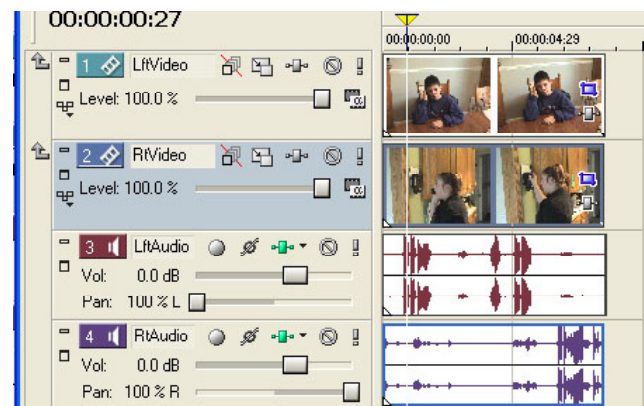 00:00:00:27
00:00:00:00 00:00:04:29
1 LftVideo
Level: 100.0 %
2 RtVideo
Level: 100.0 %
3 LftAudio
Vol: 0.0 dB
Pan: 100 % L
4 RtAudio
Vol: 0.0 dB
Pan: 100 % R